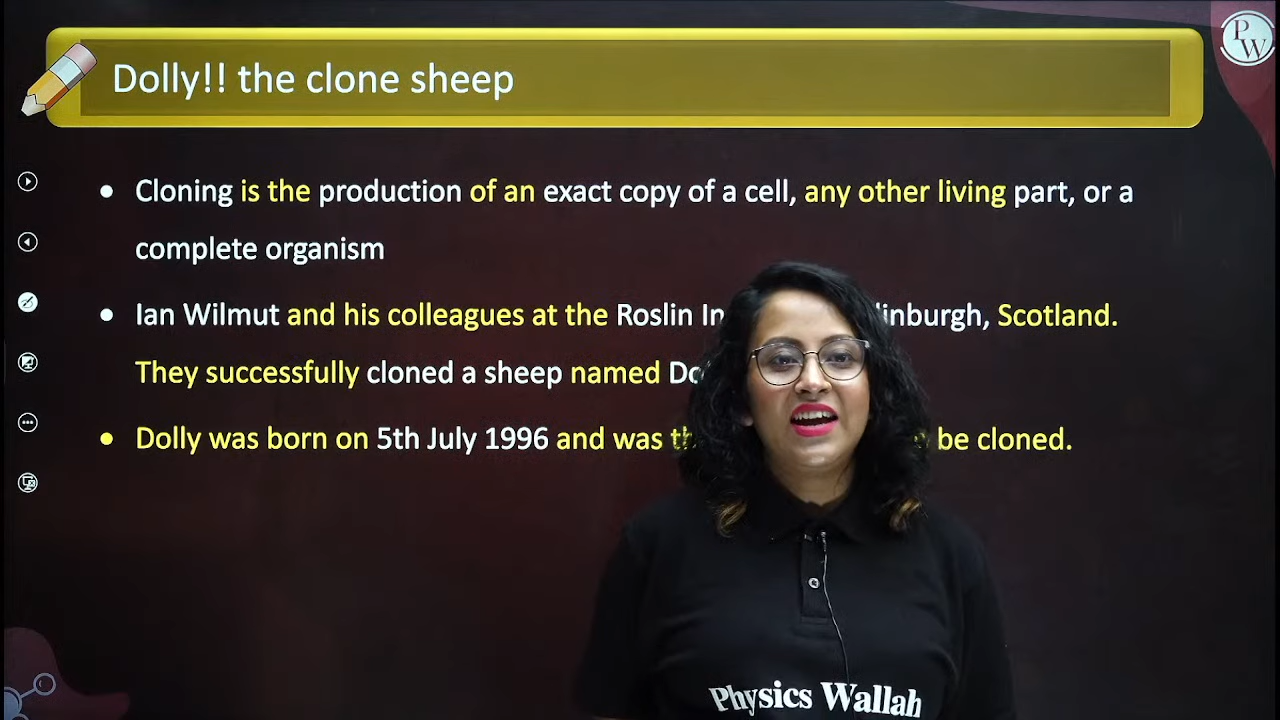 P
W
Dolly!! the clone sheep
Cloning is the production of an exact copy of a cell, any other living part, or a
complete organism
Ian Wilmut and his colleagues at the Roslin In inburgh, Scotland.
They successfully cloned a sheep named Do
Dolly was born on 5th July 1996 and was th be cloned.
Physics Wallah